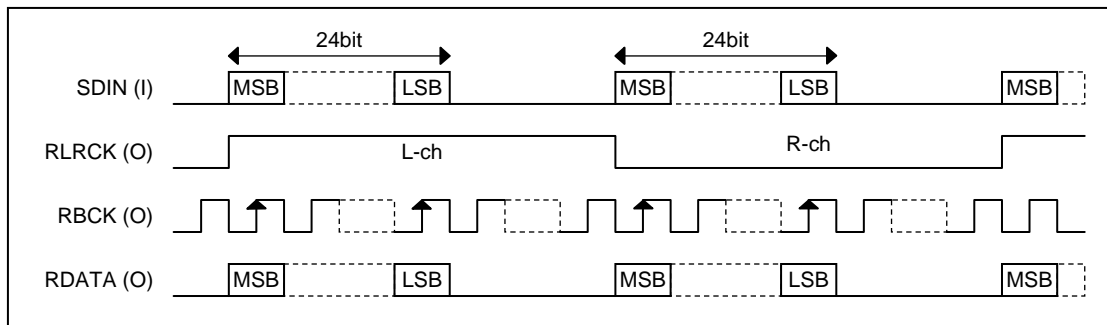 24bit 24bit
SDIN (I) MSB LSB MSB LSB MSB
RLRCK (O) L-ch R-ch
RBCK (O)
RDATA (O) MSB LSB MSB LSB MSB